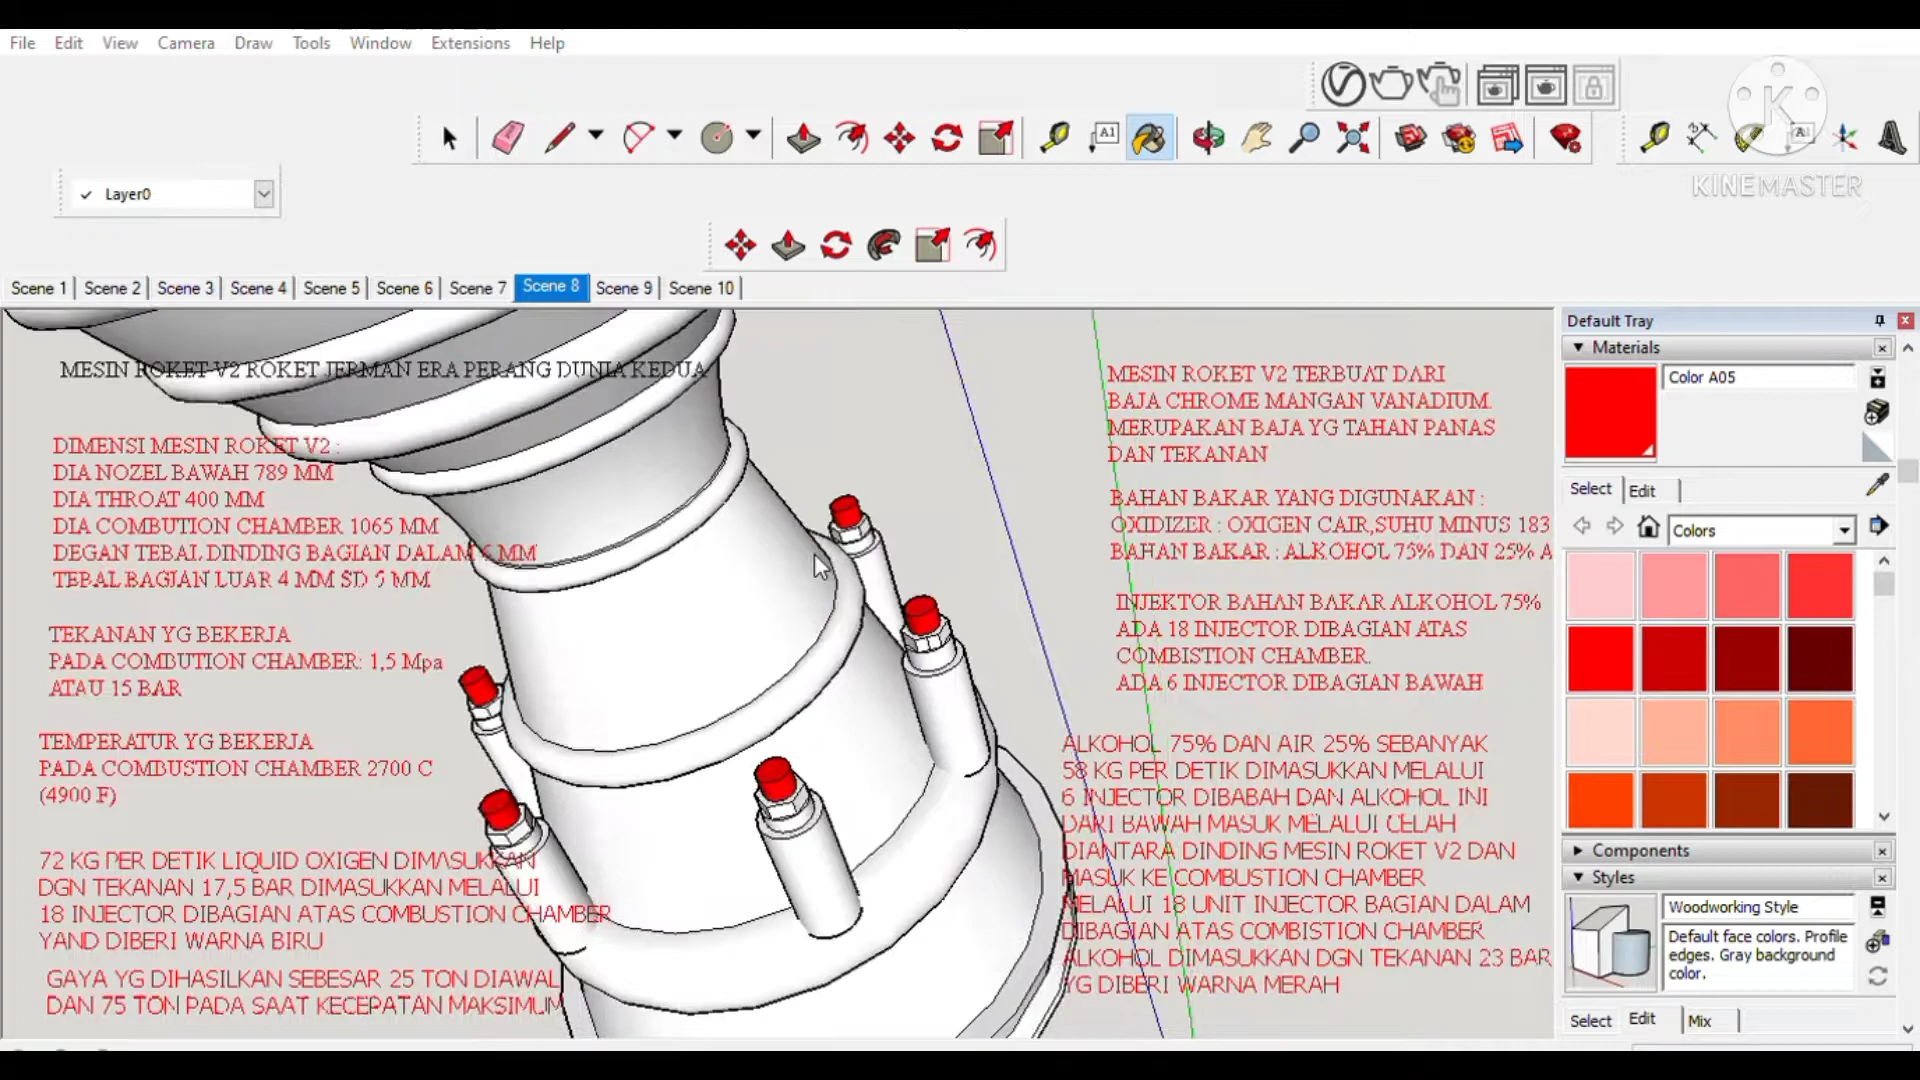 File Edit View Camera Draw Tools Window Extensions Help
KINEMASTER
Layer0
Scene 1 Scene 2 Scene 3 Scene 4 Scene 5 Scene 6 Scene 7 Scene 8 Scene 9 Scene 10
MESIN ROKET V2 ROKET JERMAN ERA PERANG DUNIA KEDUA
DIMENSI MESIN ROKET V2 :
DIA NOZEL BAWAH 789 MM
DIA THROAT 400 MM
DIA COMBUTION CHAMBER 1065 MM
DEGAN TEBAL DINDING BAGIAN DALAM 6 MM
TEBAL BAGIAN LUAR 4 MM SD 5 MM
TEKANAN YG BEKERJA
PADA COMBUTION CHAMBER: 1,5 Mpa
ATAU 15 BAR
TEMPERATUR YG BEKERJA
PADA COMBUSTION CHAMBER 2700 C
(4900 F)
72 KG PER DETIK LIQUID OXIGEN DIMASUKKAN
DGN TEKANAN 17,5 BAR DIMASUKKAN MELALUI
18 INJECTOR DIBAGIAN ATAS COMBUSTION CHAMBER
YAND DIBERI WARNA BIRU
GAYA YG DIHASILKAN SEBESAR 25 TON DIAWAL
DAN 75 TON PADA SAAT KECEPATAN MAKSIMUM
MESIN ROKET V2 TERBUAT DARI
BAJA CHROME MANGAN VANADIUM.
MERUPAKAN BAJA YG TAHAN PANAS
DAN TEKANAN
BAHAN BAKAR YANG DIGUNAKAN :
OXIDIZER : OXIGEN CAIR,SUHU MINUS 183
BAHAN BAKAR : ALKOHOL 75% DAN 25% A
INJEKTOR BAHAN BAKAR ALKOHOL 75%
ADA 18 INJECTOR DIBAGIAN ATAS
COMBISTION CHAMBER.
ADA 6 INJECTOR DIBAGIAN BAWAH
ALKOHOL 75% DAN AIR 25% SEBANYAK
58 KG PER DETIK DIMASUKKAN MELALUI
6 INJECTOR DIBABAH DAN ALKOHOL INI
DARI BAWAH MASUK MELALUI CELAH
DIANTARA DINDING MESIN ROKET V2 DAN
MASUK KE COMBUSTION CHAMBER
MELALUI 18 UNIT INJECTOR BAGIAN DALAM
DIBAGIAN ATAS COMBISTION CHAMBER
ALKOHOL DIMASUKKAN DGN TEKANAN 23 BAR
YG DIBERI WARNA MERAH
Default Tray
Materials
Color A05
Select Edit
Colors
Components
Styles
Woodworking Style
Default face colors. Profile
edges. Gray background
color.
Select Edit Mix